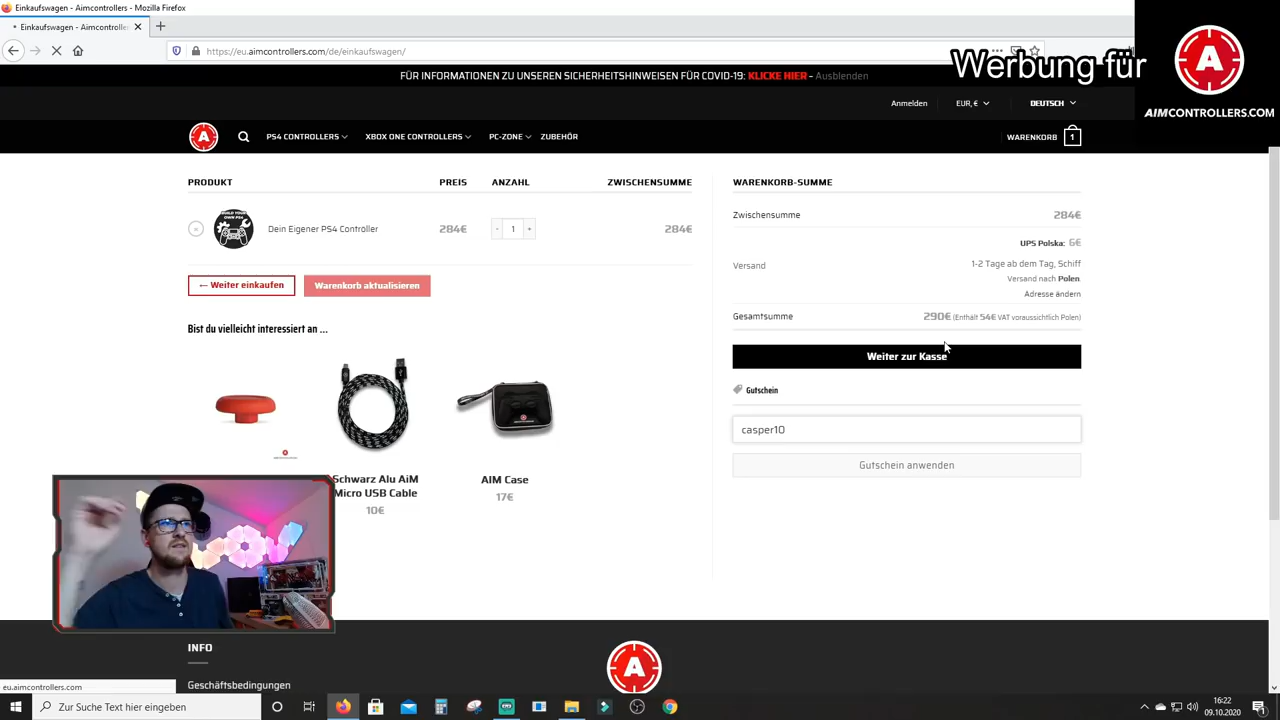 Einkaufswagen - Aimcontrollers - Mozilla Firefox
Einkaufswagen - Aimcontrollers
https://eu.aimcontrollers.com/de/einkaufswagen/
Werbung für
AIMCONTROLLERS.COM
FÜR INFORMATIONEN ZU UNSEREN SICHERHEITSHINWEISEN FÜR COVID-19: KLICKE HIER - Ausblenden
Anmelden EUR, € DEUTSCH
PS4 CONTROLLERS XBOX ONE CONTROLLERS PC-ZONE ZUBEHÖR WARENKORB 1
PRODUKT PREIS ANZAHL ZWISCHENSUMME
BUILD YOUR OWN PS4
Dein Eigener PS4 Controller 284€ - 1 + 284€
← Weiter einkaufen Warenkorb aktualisieren
Bist du vielleicht interessiert an ...
Schwarz Alu AiM
Micro USB Cable
10€
AIM Case
17€
WARENKORB-SUMME
Zwischensumme 284€
UPS Polska: 6€
Versand 1-2 Tage ab dem Tag, Schiff
Versand nach Polen.
Adresse ändern
Gesamtsumme 290€ (Enthält 54€ VAT voraussichtlich Polen)
Weiter zur Kasse
Gutschein
casper10
Gutschein anwenden
INFO
Geschäftsbedingungen
eu.aimcontrollers.com
Zur Suche Text hier eingeben
16:22
09.10.2020